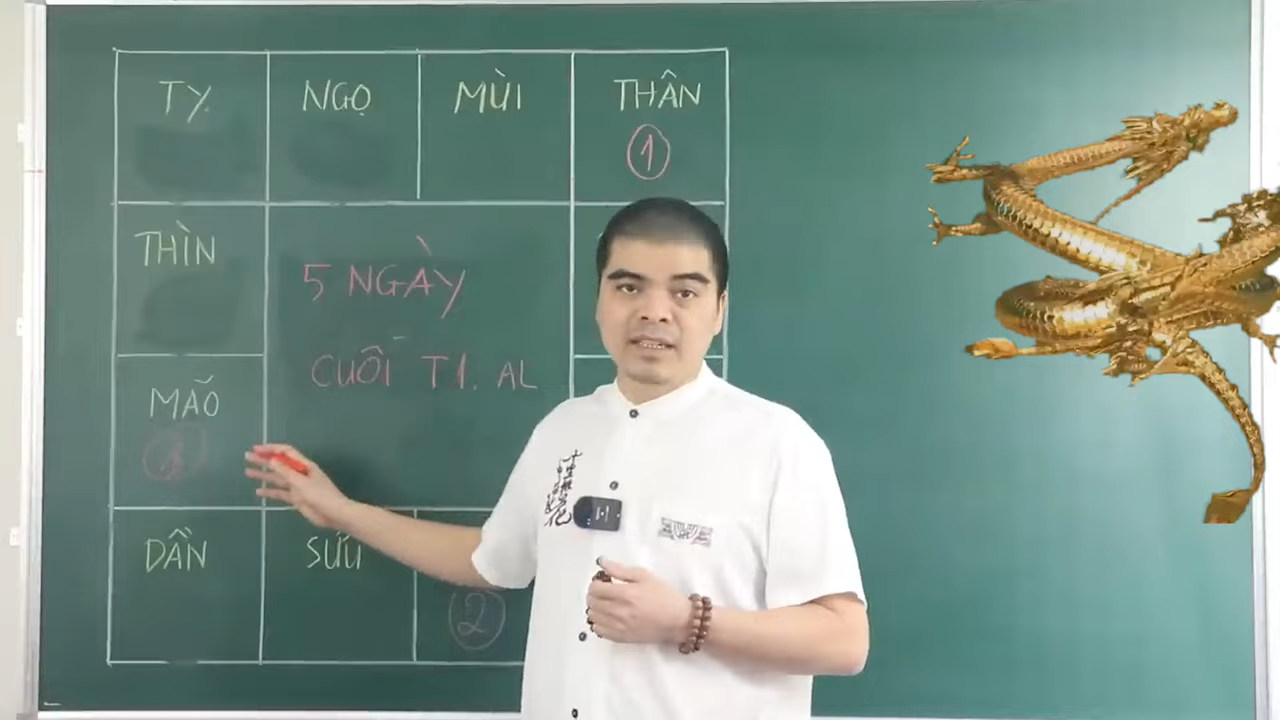 TỴ
NGỌ
MÙI
THÂN
1
THÌN
5 NGÀY
CUỐI T1. AL
MÃO
DẦN
SỬU
2